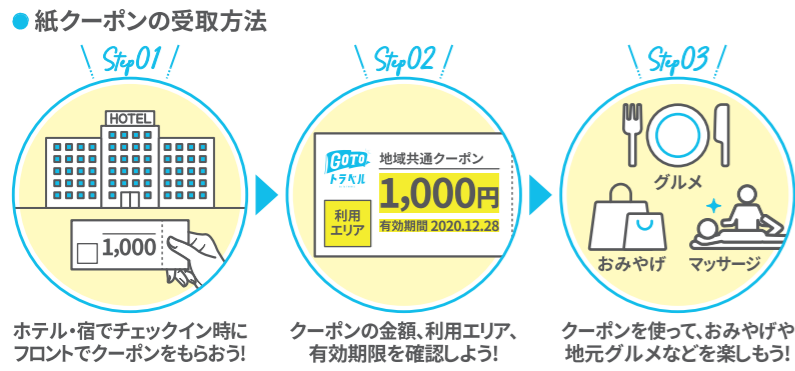 紙クーポンの受取方法
Step01
HOTEL
1,000
ホテル・宿でチェックイン時に
フロントでクーポンをもらおう!
Step02
GOTO
トラベル
地域共通クーポン
1,000円
利用
エリア
有効期間 2020.12.28
クーポンの金額、利用エリア、
有効期限を確認しよう!
Step03
グルメ
おみやげ
マッサージ
クーポンを使って、おみやげや
地元グルメなどを楽しもう!